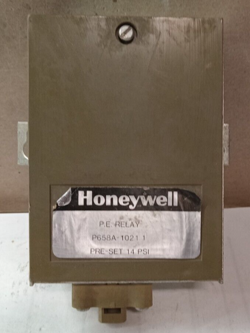 Honeywell
P.E. RELAY
P658A-1021 1
PRE-SET 14 PSI